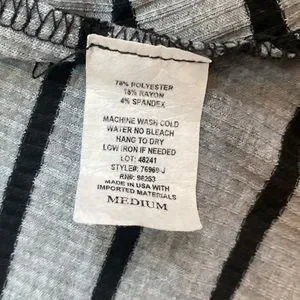 78% POLYESTER
18% RAYON
4% SPANDEX
MACHINE WASH COLD
WATER NO BLEACH
HANG TO DRY
LOW IRON IF NEEDED
LOT: 48241
STYLE#: 76969-J
RN#: 98253
MADE IN USA WITH
IMPORTED MATERIALS
MEDIUM